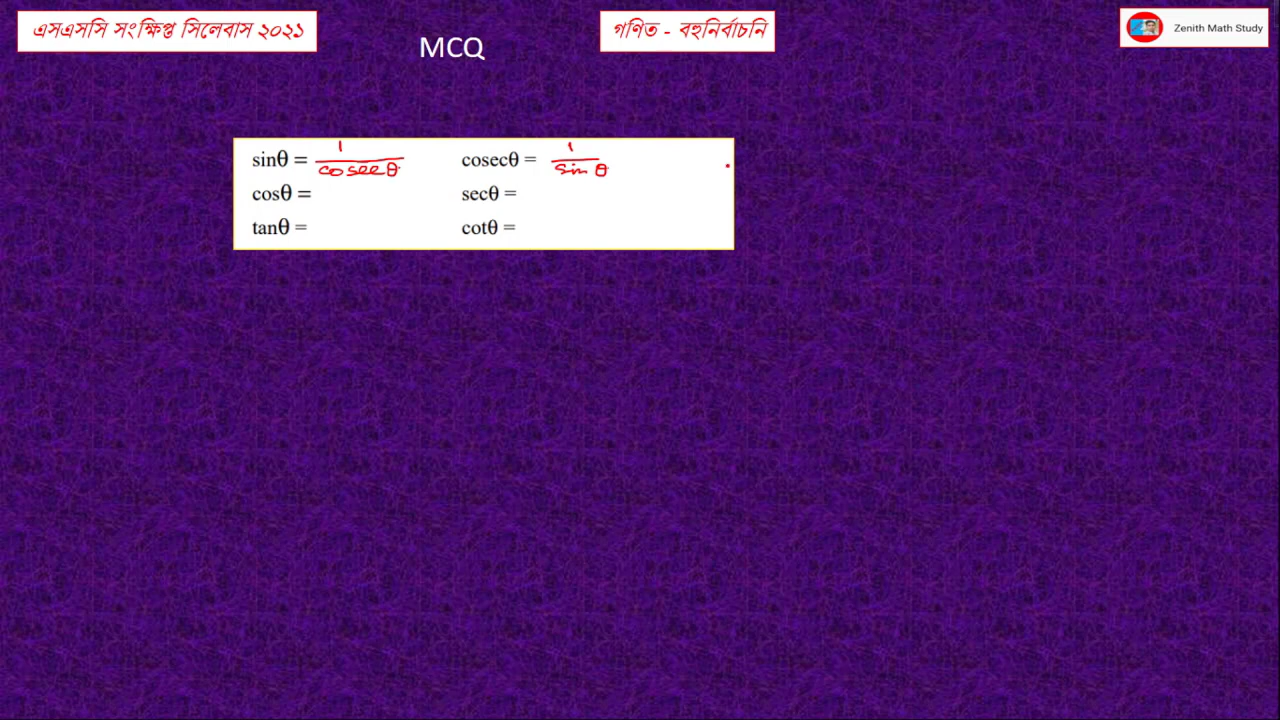 এসএসসি সংক্ষিপ্ত সিলেবাস ২০২১
MCQ
গণিত - বহুনির্বাচনি
Zenith Math Study
sinθ = 1/cosecθ cosecθ = 1/sinθ
cosθ = secθ =
tanθ = cotθ =